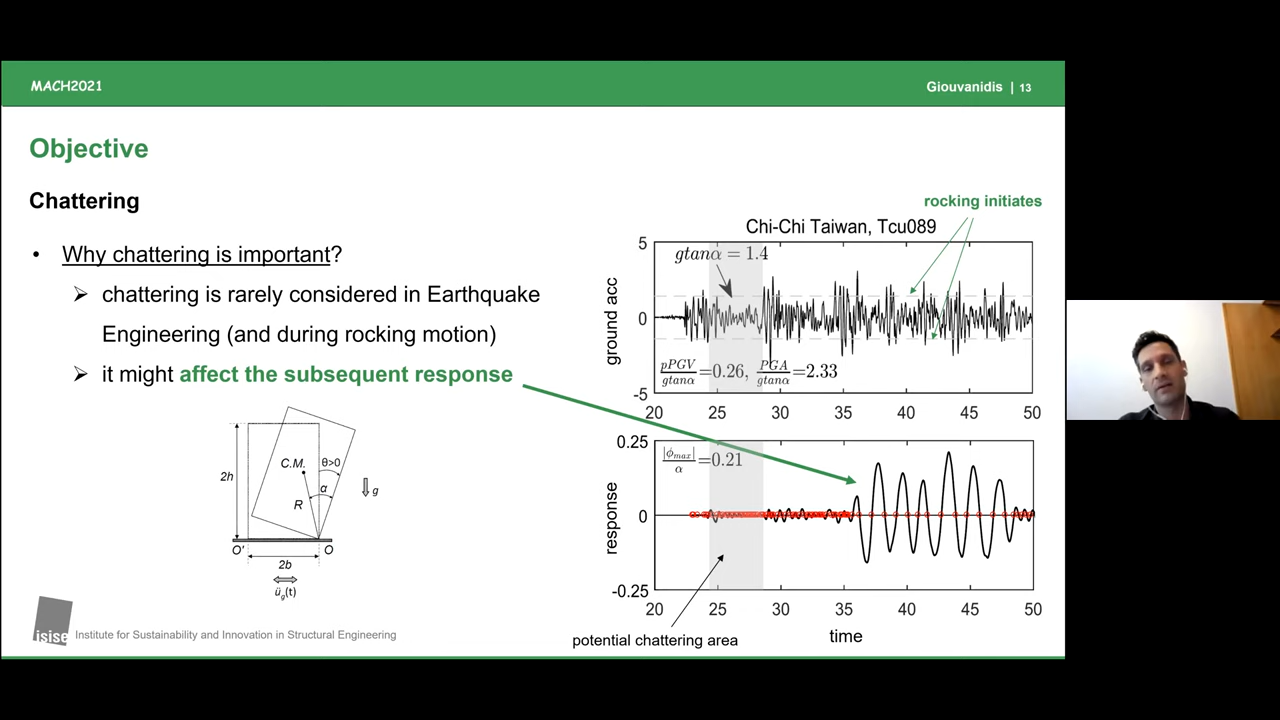 MACH2021
Giouvanidis | 13
Objective
Chattering
• Why chattering is important?
➢ chattering is rarely considered in Earthquake
Engineering (and during rocking motion)
➢ it might affect the subsequent response
2h
C.M.
θ>0
α
R
g
O'
O
2b
üg(t)
rocking initiates
Chi-Chi Taiwan, Tcu089
ground acc
5
0
-5
gtanα = 1.4
pPGV/gtanα=0.26, PGA/gtanα=2.33
20 25 30 35 40 45 50
response
0.25
0
-0.25
|ϕmax|/α=0.21
20 25 30 35 40 45 50
potential chattering area
time
isise Institute for Sustainability and Innovation in Structural Engineering